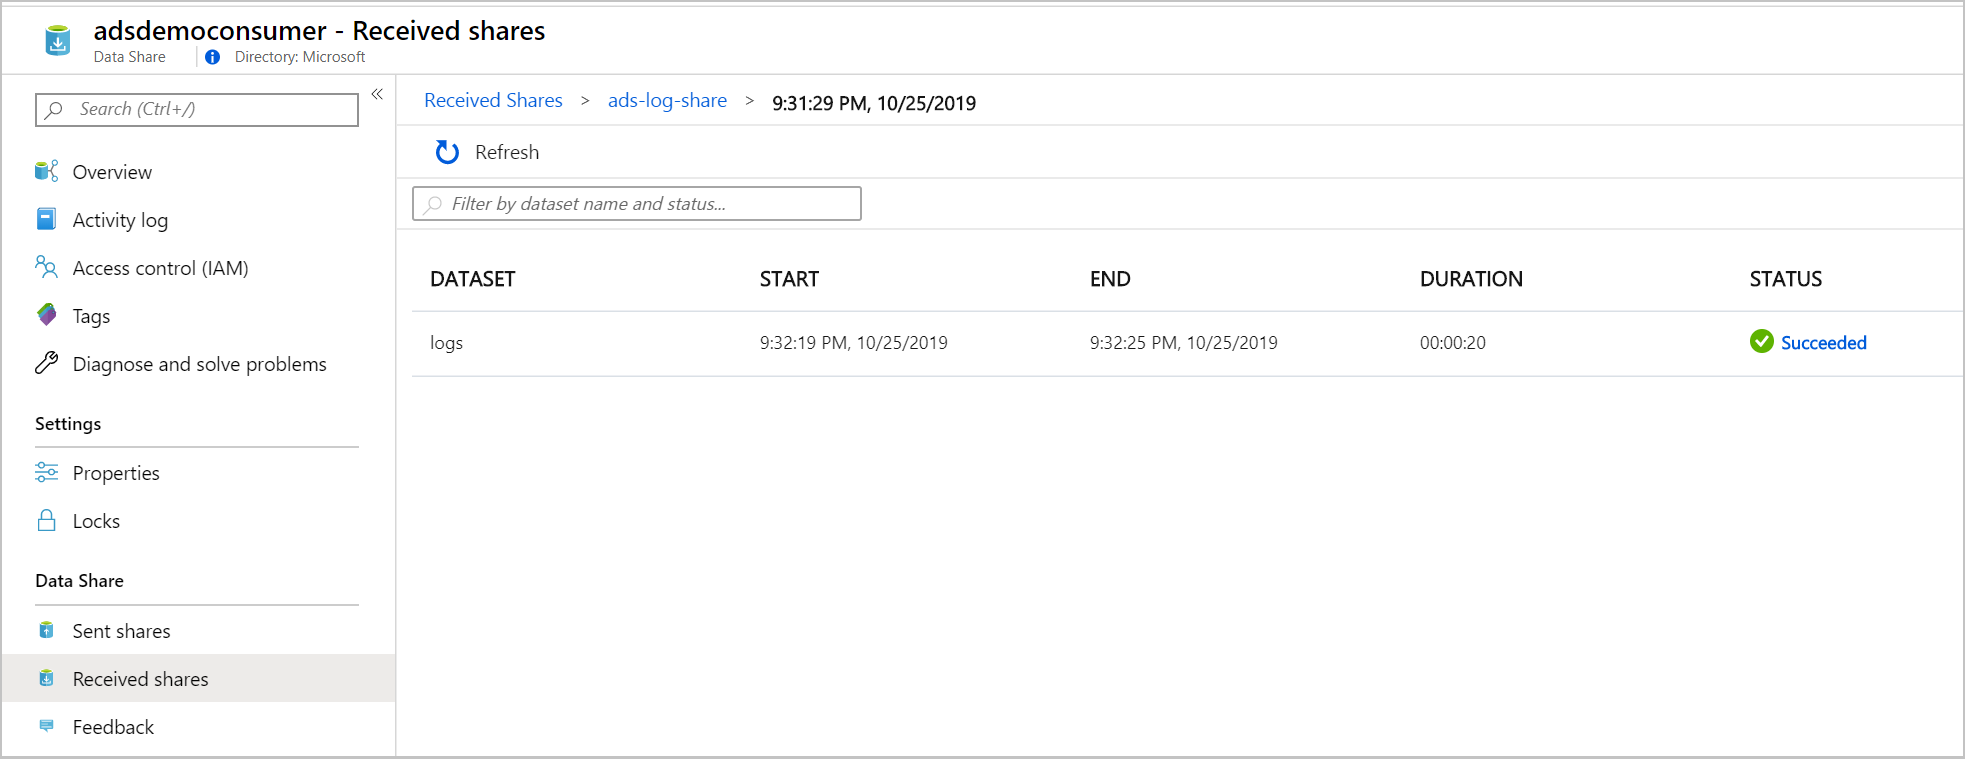 adsdemoconsumer - Received shares
Data Share
Directory: Microsoft
Search (Ctrl+/)
«
Overview
Activity log
Access control (IAM)
Tags
Diagnose and solve problems
Settings
Properties
Locks
Data Share
Sent shares
Received shares
Feedback
Received Shares > ads-log-share > 9:31:29 PM, 10/25/2019
Refresh
Filter by dataset name and status...
DATASET START END DURATION STATUS
logs 9:32:19 PM, 10/25/2019 9:32:25 PM, 10/25/2019 00:00:20 Succeeded